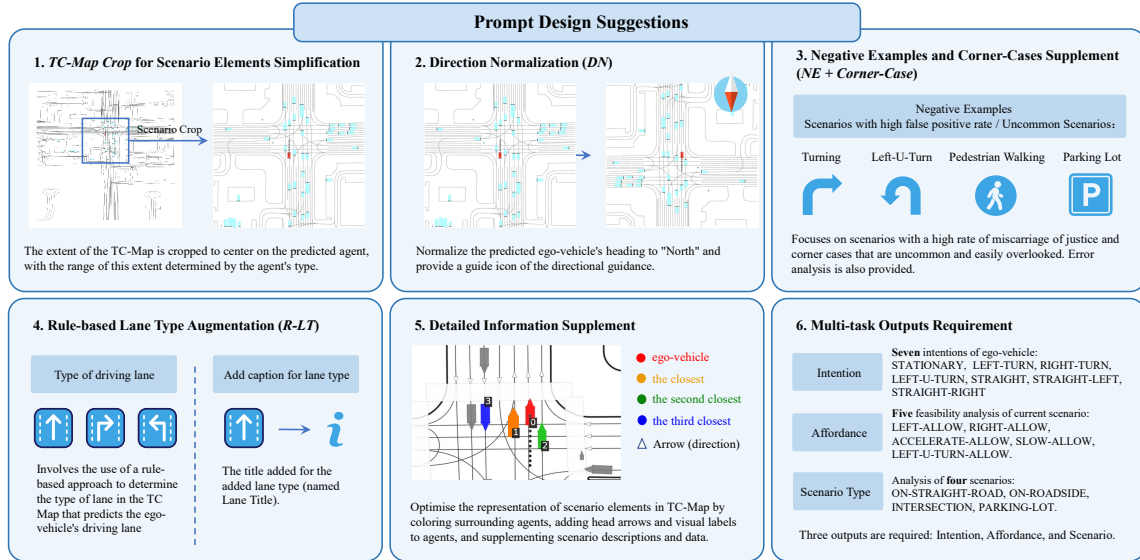 Prompt Design Suggestions
1. TC-Map Crop for Scenario Elements Simplification
Scenario Crop
The extent of the TC-Map is cropped to center on the predicted agent,
with the range of this extent determined by the agent's type.
2. Direction Normalization (DN)
Normalize the predicted ego-vehicle's heading to "North" and
provide a guide icon of the directional guidance.
3. Negative Examples and Corner-Cases Supplement
(NE + Corner-Case)
Negative Examples
Scenarios with high false positive rate / Uncommon Scenarios:
Turning
Left-U-Turn
Pedestrian Walking
Parking Lot
P
Focuses on scenarios with a high rate of miscarriage of justice and
corner cases that are uncommon and easily overlooked. Error
analysis is also provided.
4. Rule-based Lane Type Augmentation (R-LT)
Type of driving lane
Involves the use of a rule-
based approach to determine
the type of lane in the TC
Map that predicts the ego-
vehicle's driving lane
Add caption for lane type
i
The title added for the
added lane type (named
Lane Title).
5. Detailed Information Supplement
3
0
1
2
ego-vehicle
the closest
the second closest
the third closest
Arrow (direction)
Optimise the representation of scenario elements in TC-Map by
coloring surrounding agents, adding head arrows and visual labels
to agents, and supplementing scenario descriptions and data.
6. Multi-task Outputs Requirement
Intention
Seven intentions of ego-vehicle:
STATIONARY, LEFT-TURN, RIGHT-TURN,
LEFT-U-TURN, STRAIGHT, STRAIGHT-LEFT,
STRAIGHT-RIGHT
Affordance
Five feasibility analysis of current scenario:
LEFT-ALLOW, RIGHT-ALLOW,
ACCELERATE-ALLOW, SLOW-ALLOW,
LEFT-U-TURN-ALLOW.
Scenario Type
Analysis of four scenarios:
ON-STRAIGHT-ROAD, ON-ROADSIDE,
INTERSECTION, PARKING-LOT.
Three outputs are required: Intention, Affordance, and Scenario.